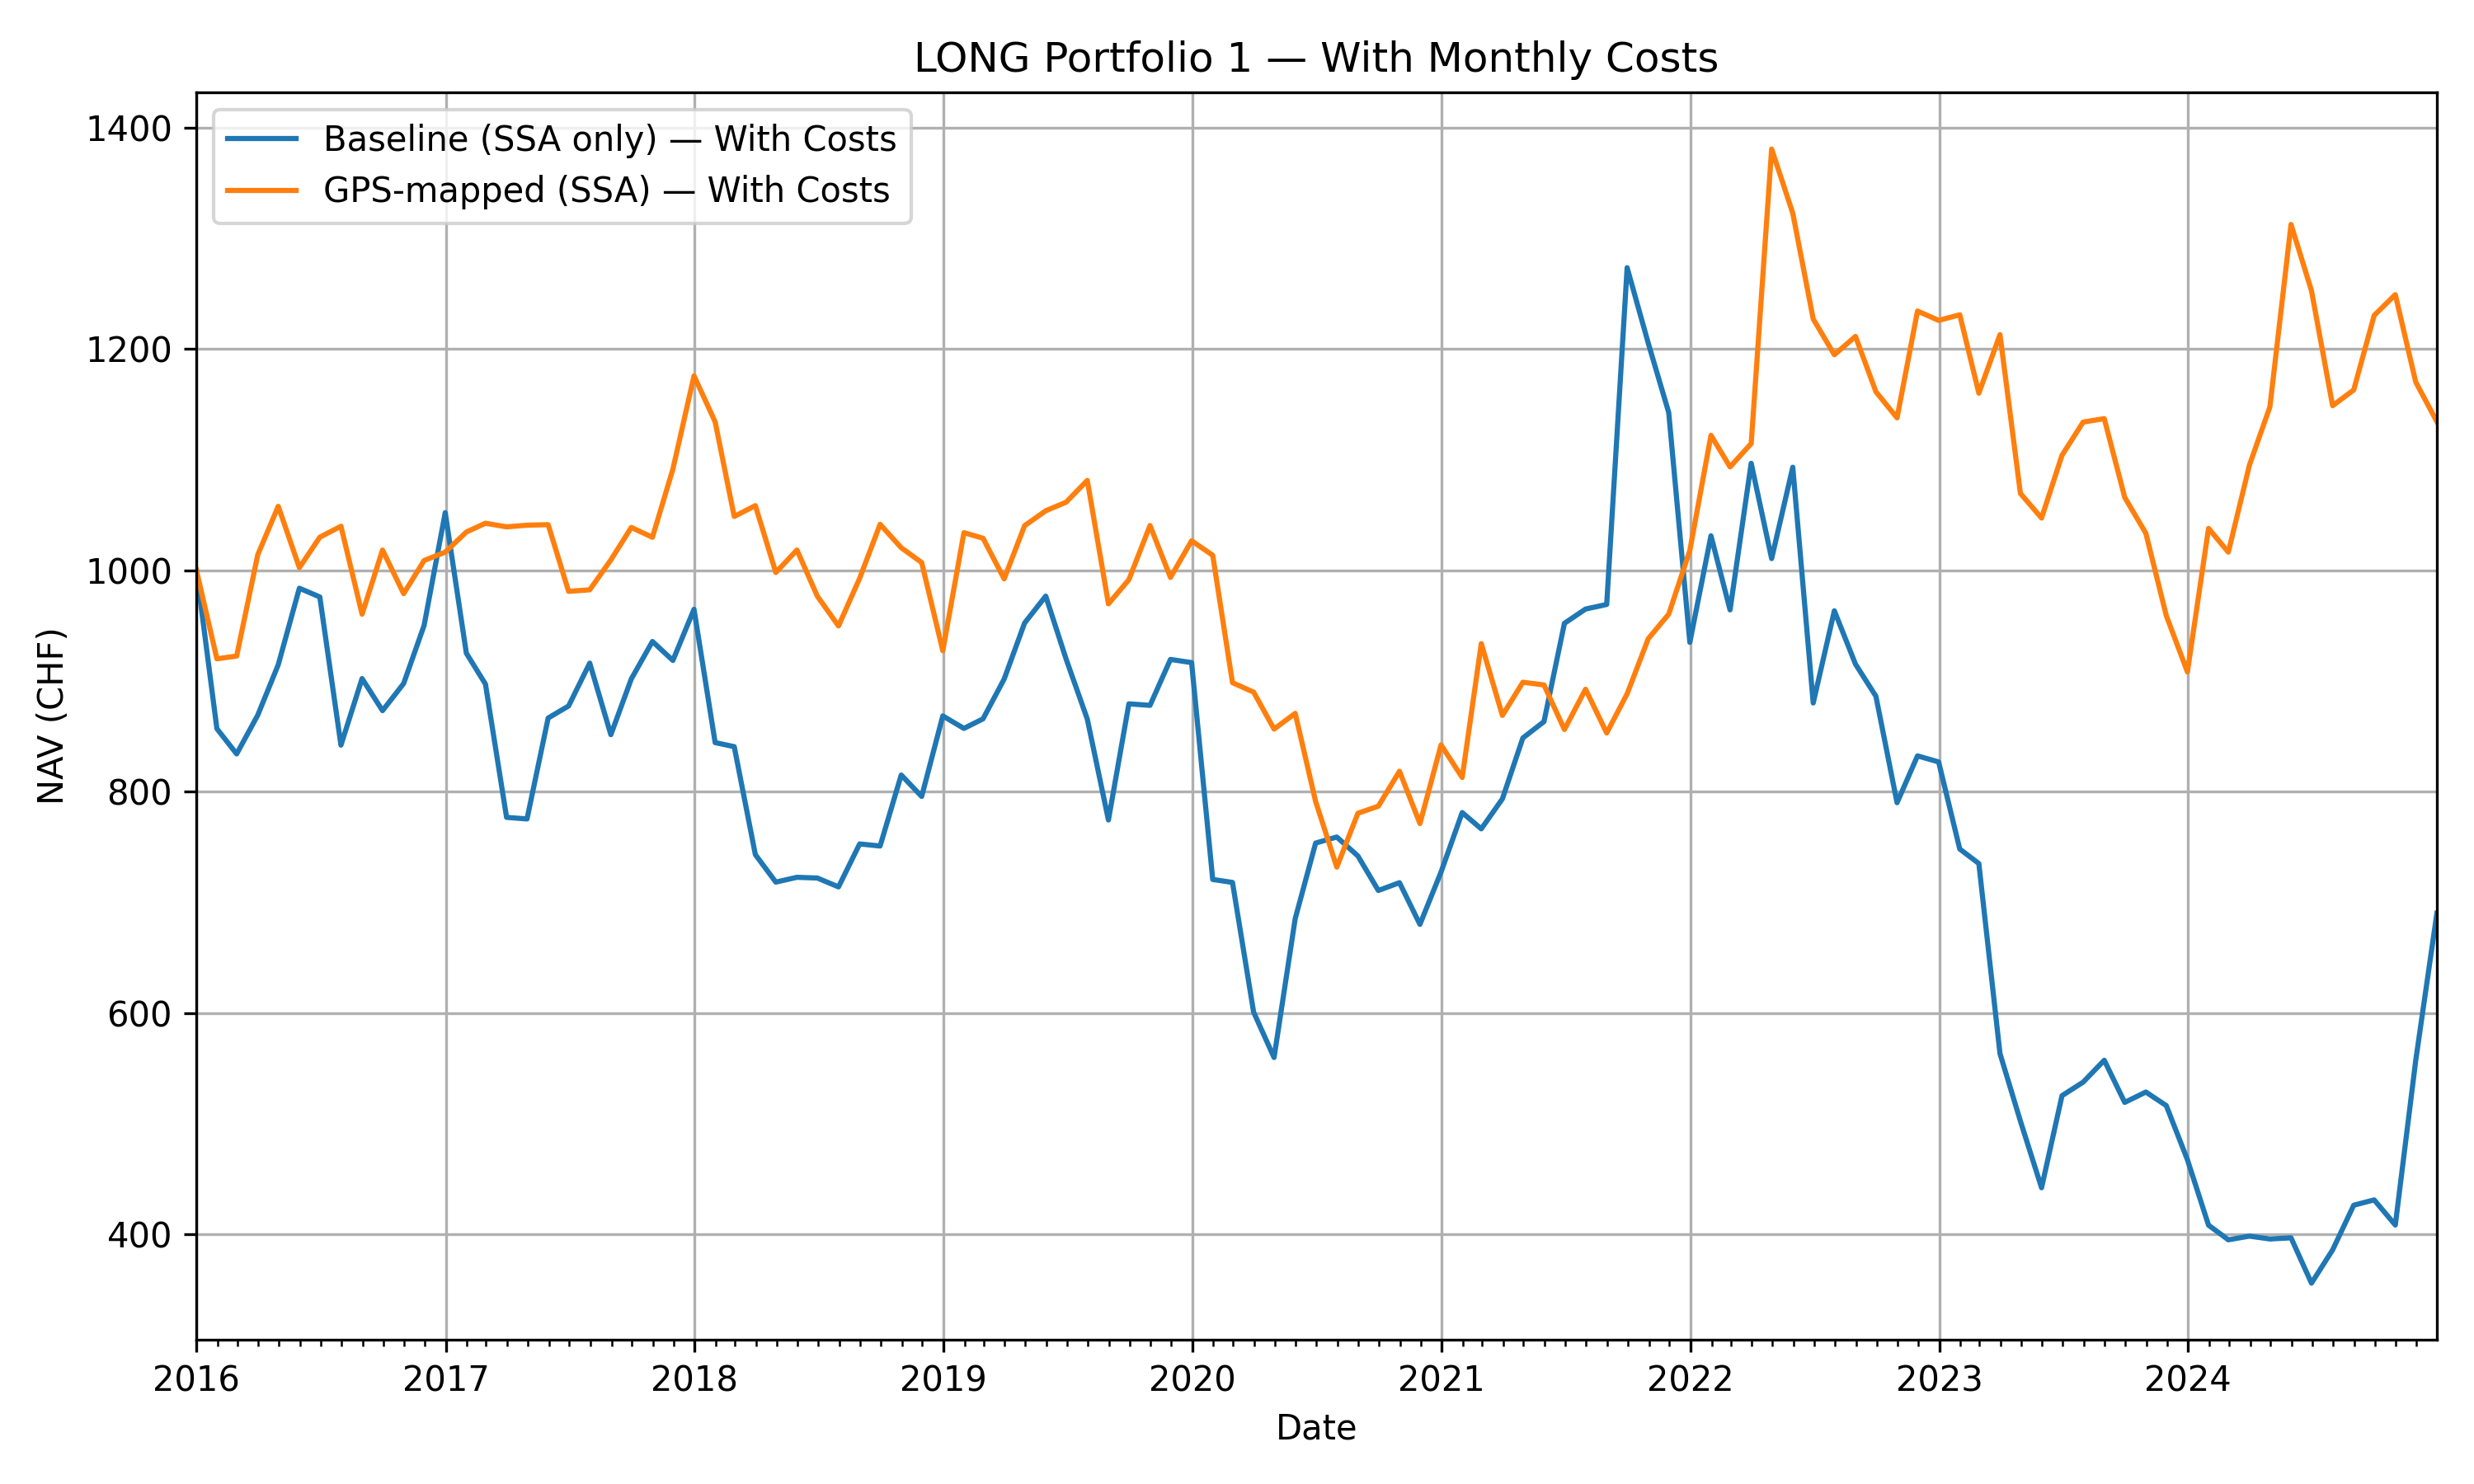 LONG Portfolio 1 — With Monthly Costs
Baseline (SSA only) — With Costs
GPS-mapped (SSA) — With Costs
1400
1200
1000
800
600
400
NAV (CHF)
2016 2017 2018 2019 2020 2021 2022 2023 2024
Date